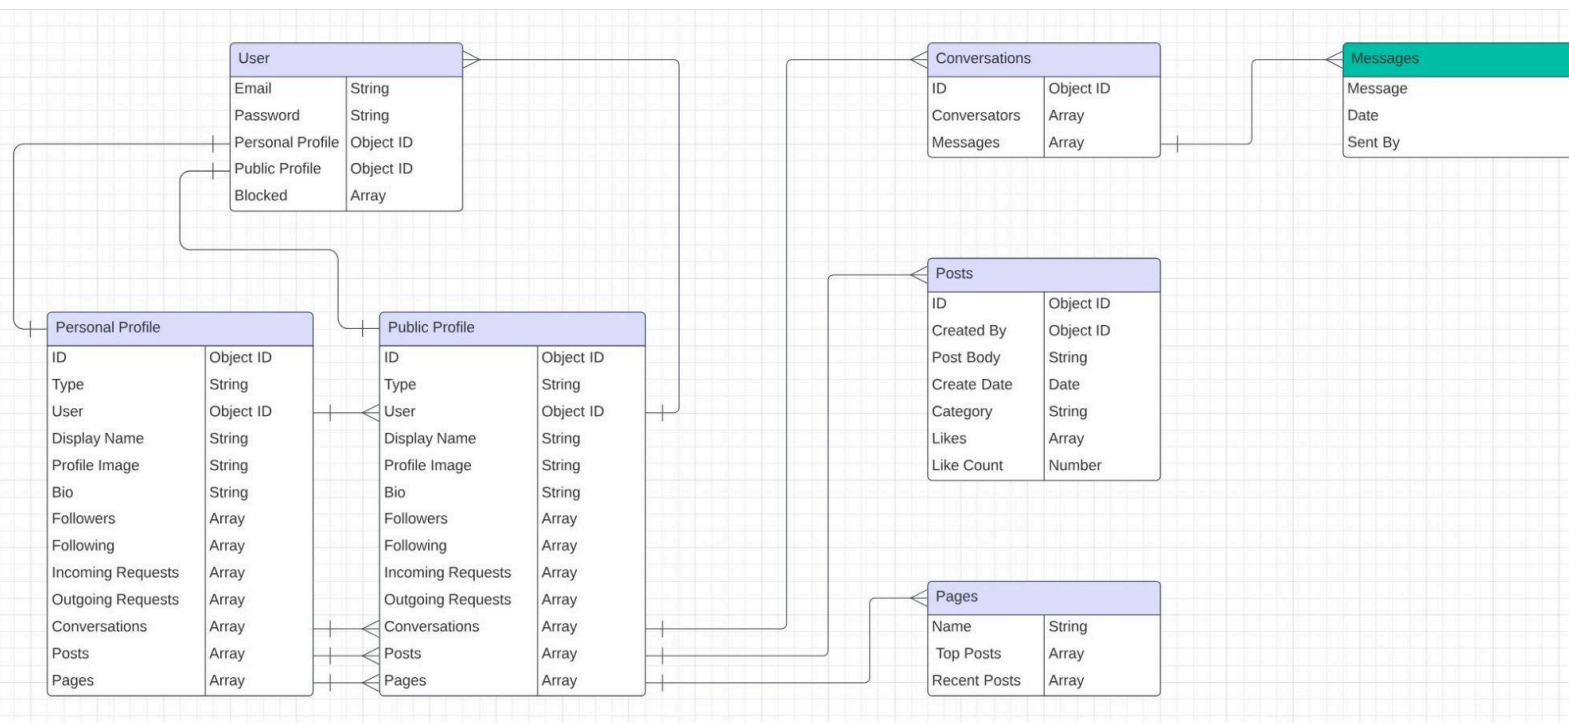 User
Email String
Password String
Personal Profile Object ID
Public Profile Object ID
Blocked Array
Personal Profile
ID Object ID
Type String
User Object ID
Display Name String
Profile Image String
Bio String
Followers Array
Following Array
Incoming Requests Array
Outgoing Requests Array
Conversations Array
Posts Array
Pages Array
Public Profile
ID Object ID
Type String
User Object ID
Display Name String
Profile Image String
Bio String
Followers Array
Following Array
Incoming Requests Array
Outgoing Requests Array
Conversations Array
Posts Array
Pages Array
Conversations
ID Object ID
Conversators Array
Messages Array
Posts
ID Object ID
Created By Object ID
Post Body String
Create Date Date
Category String
Likes Array
Like Count Number
Pages
Name String
Top Posts Array
Recent Posts Array
Messages
Message
Date
Sent By